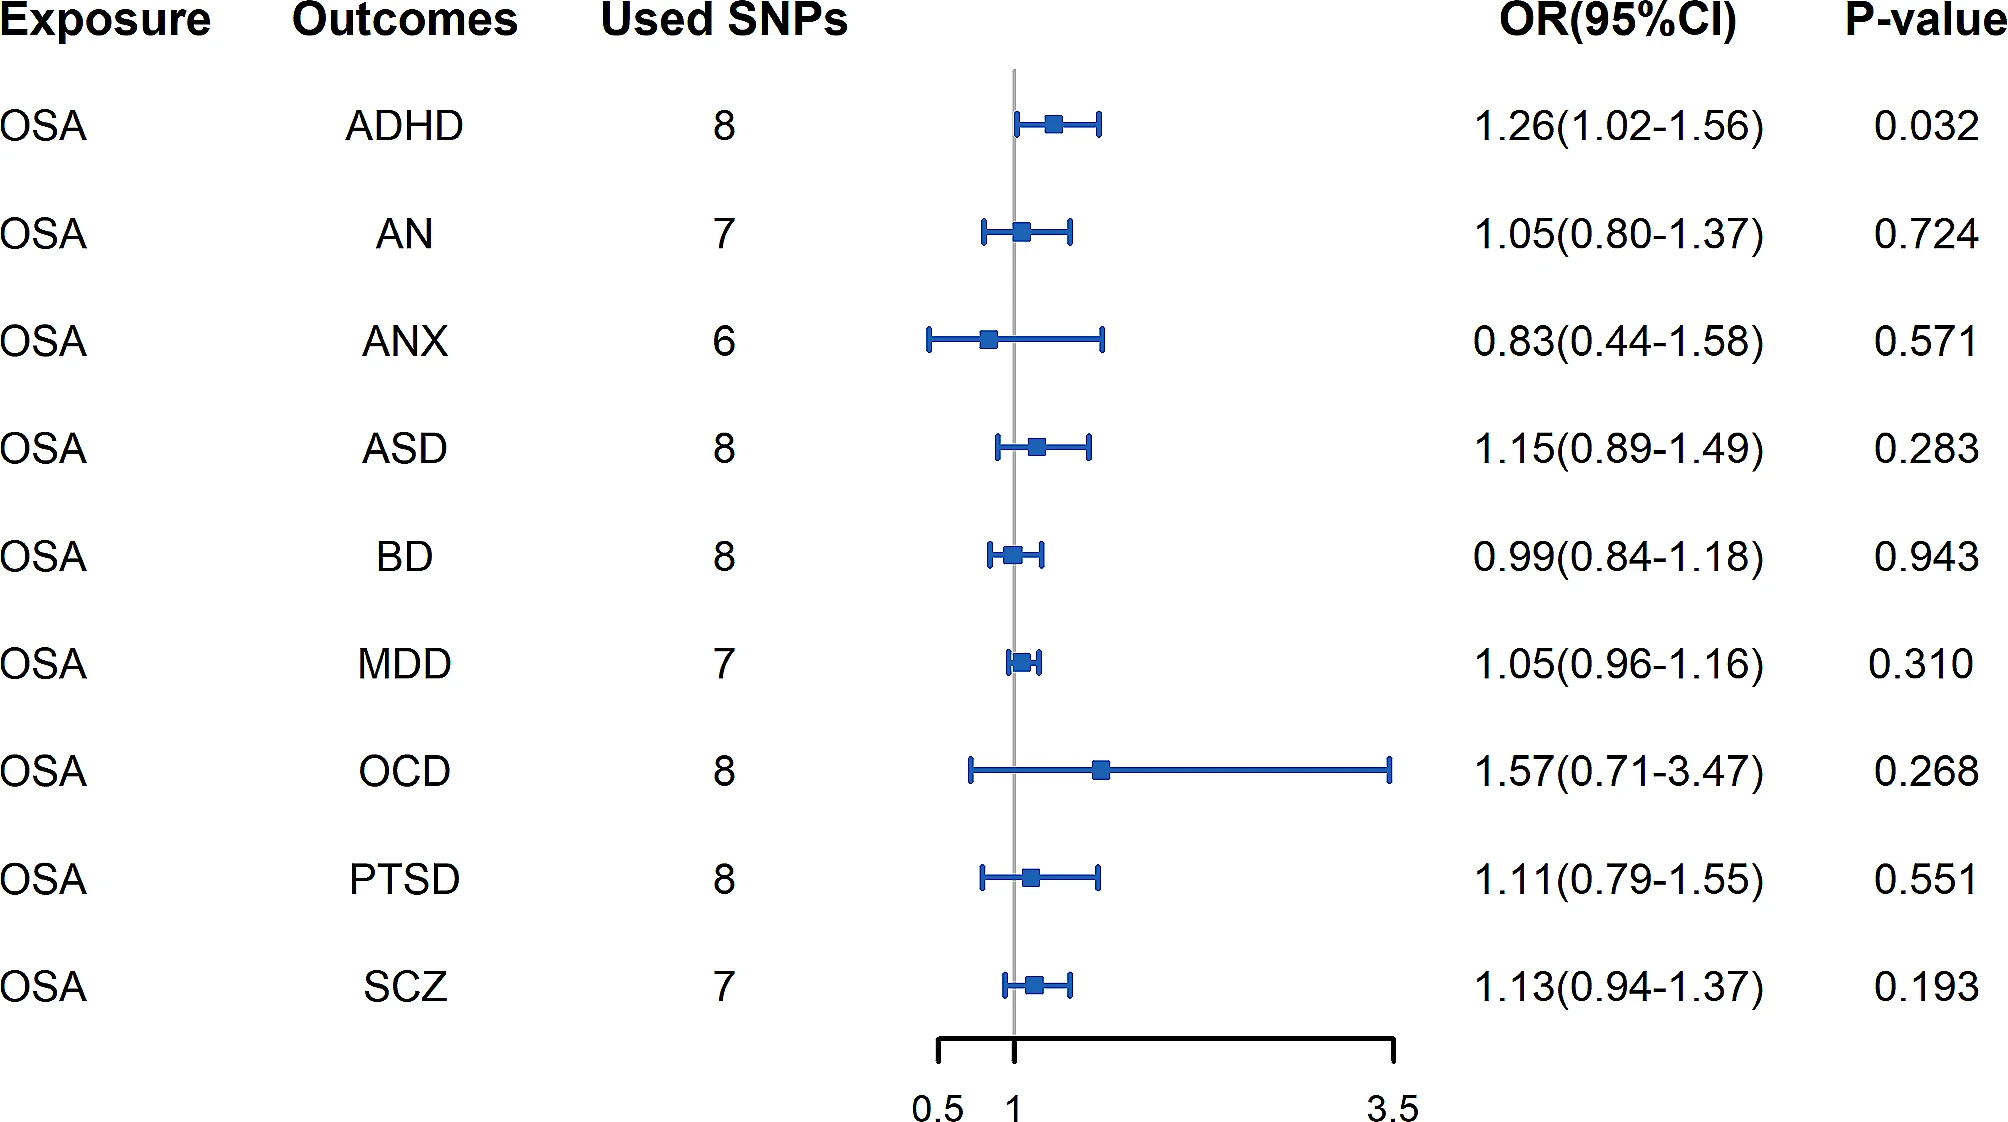 Exposure Outcomes Used SNPs OR(95%CI) P-value
OSA ADHD 8 1.26(1.02-1.56) 0.032
OSA AN 7 1.05(0.80-1.37) 0.724
OSA ANX 6 0.83(0.44-1.58) 0.571
OSA ASD 8 1.15(0.89-1.49) 0.283
OSA BD 8 0.99(0.84-1.18) 0.943
OSA MDD 7 1.05(0.96-1.16) 0.310
OSA OCD 8 1.57(0.71-3.47) 0.268
OSA PTSD 8 1.11(0.79-1.55) 0.551
OSA SCZ 7 1.13(0.94-1.37) 0.193
0.5 1 3.5